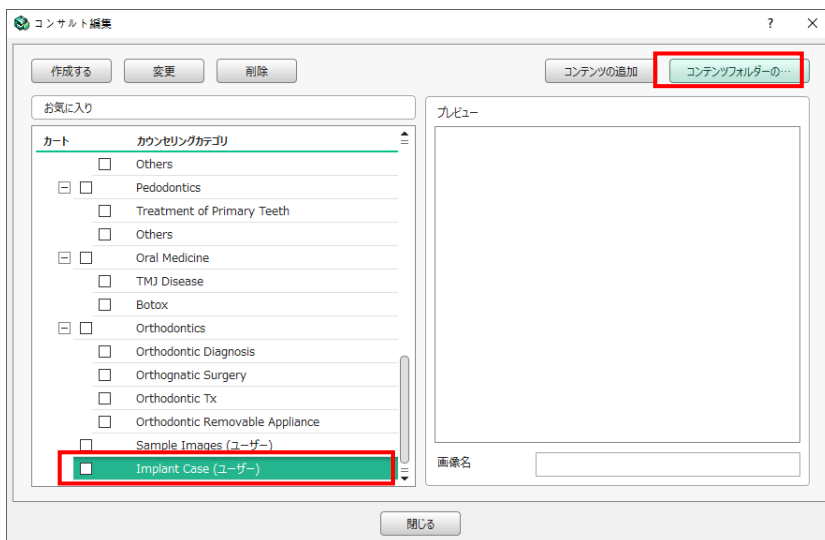 コンサルト編集
? ×
作成する 変更 削除 コンテンツの追加 コンテンツフォルダーの…
お気に入り
プレビュー
カート カウンセリングカテゴリ
Others
Pedodontics
Treatment of Primary Teeth
Others
Oral Medicine
TMJ Disease
Botox
Orthodontics
Orthodontic Diagnosis
Orthognatic Surgery
Orthodontic Tx
Orthodontic Removable Appliance
Sample Images (ユーザー)
Implant Case (ユーザー)
画像名
閉じる